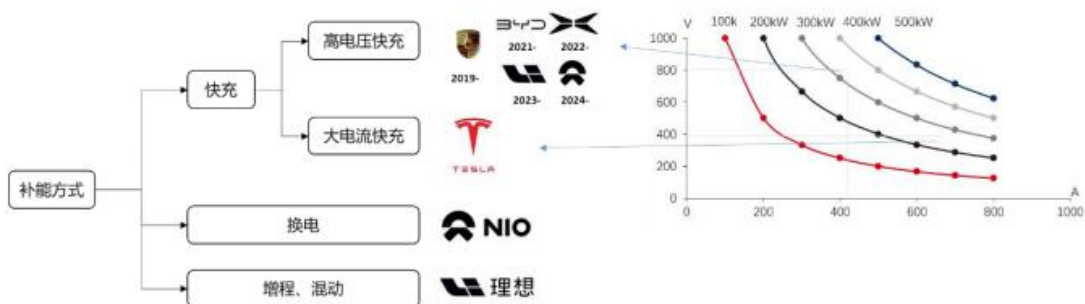 补能方式
快充
高电压快充
大电流快充
换电
增程、混动
2019-
BYD
2021-
2022-
2023-
2024-
TESLA
NIO
理想
V
100k
200kW
300kW
400kW
500kW
1000
800
600
400
200
0
0
200
400
600
800
1000
A